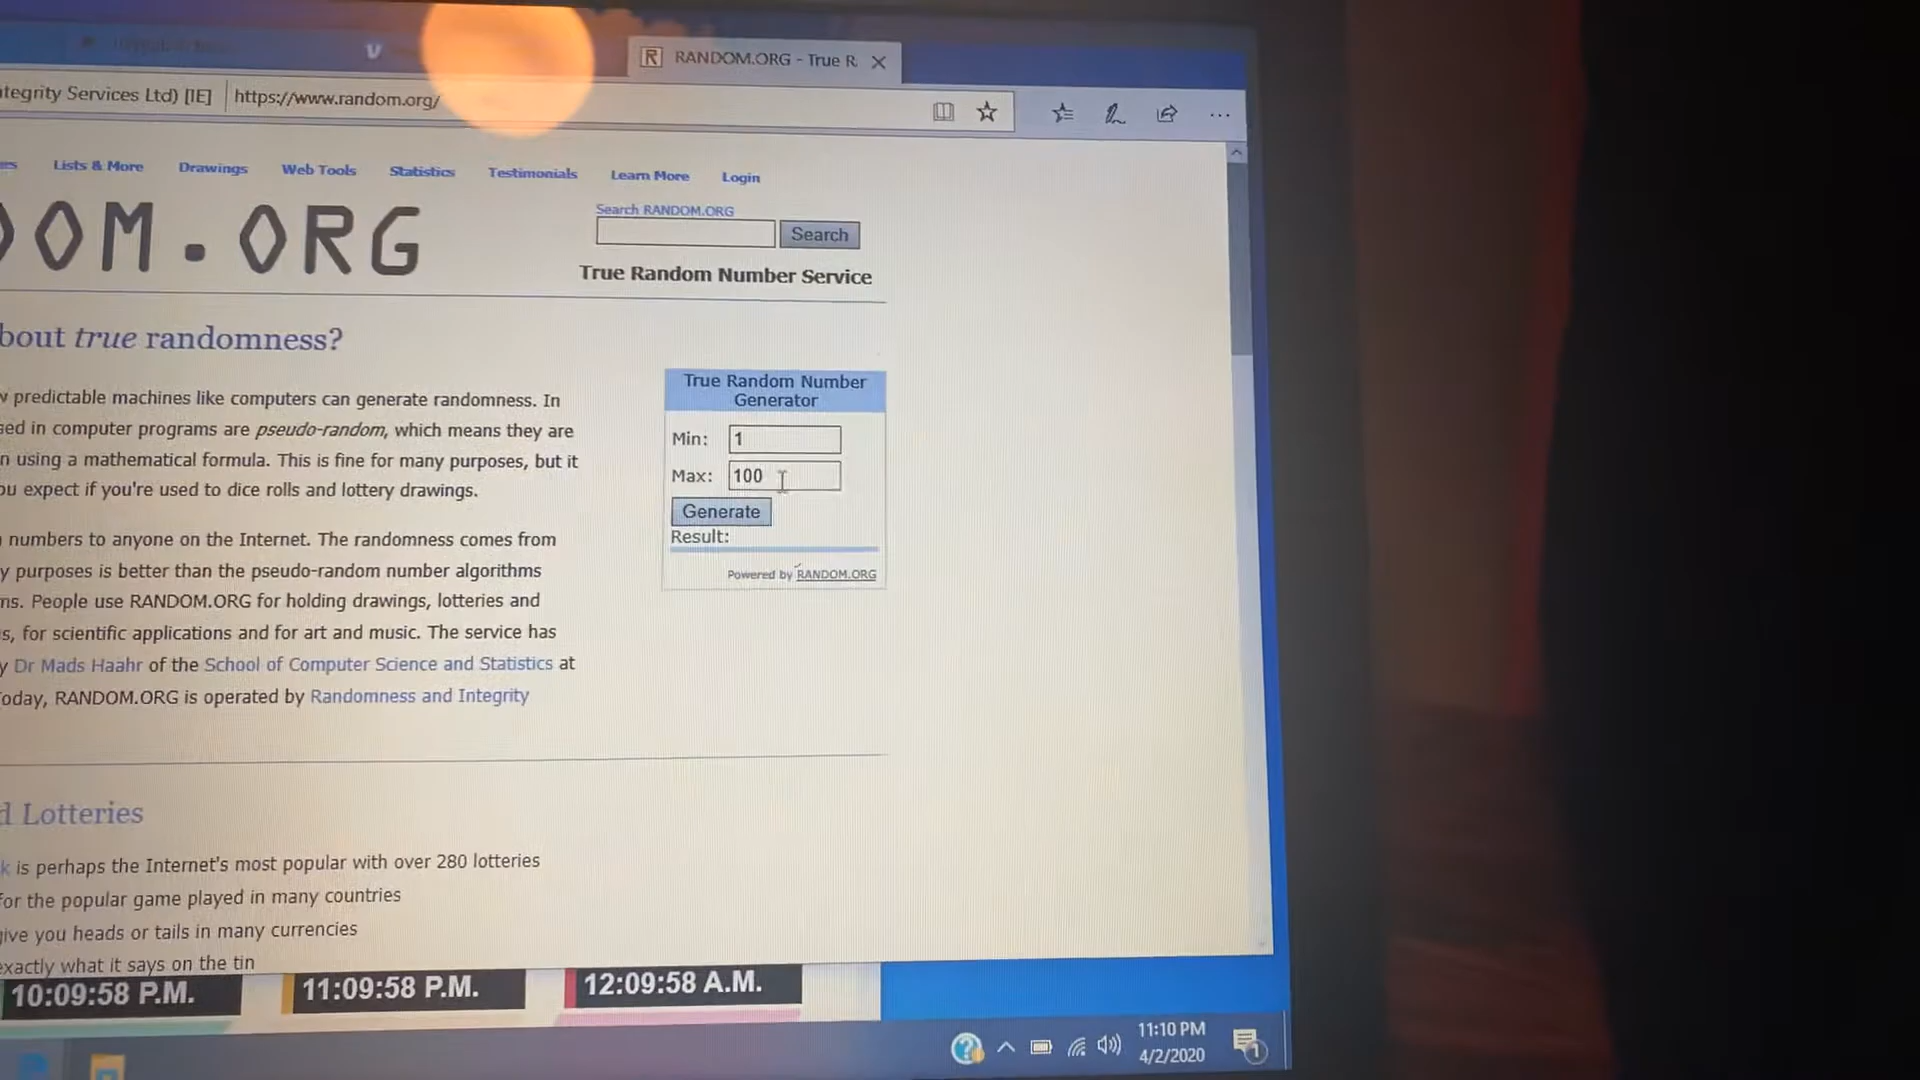 RANDOM.ORG - True R
ntegrity Services Ltd) [IE] https://www.random.org/
Lists & More Drawings Web Tools Statistics Testimonials Learn More Login
DOM.ORG
Search RANDOM.ORG
Search
True Random Number Service
bout true randomness?
True Random Number
Generator
Min: 1
Max: 100
Generate
Result:
Powered by RANDOM.ORG
w predictable machines like computers can generate randomness. In
sed in computer programs are pseudo-random, which means they are
n using a mathematical formula. This is fine for many purposes, but it
ou expect if you're used to dice rolls and lottery drawings.
numbers to anyone on the Internet. The randomness comes from
y purposes is better than the pseudo-random number algorithms
ms. People use RANDOM.ORG for holding drawings, lotteries and
s, for scientific applications and for art and music. The service has
y Dr Mads Haahr of the School of Computer Science and Statistics at
oday, RANDOM.ORG is operated by Randomness and Integrity
d Lotteries
k is perhaps the Internet's most popular with over 280 lotteries
for the popular game played in many countries
give you heads or tails in many currencies
exactly what it says on the tin
10:09:58 P.M. 11:09:58 P.M. 12:09:58 A.M.
11:10 PM
4/2/2020
1